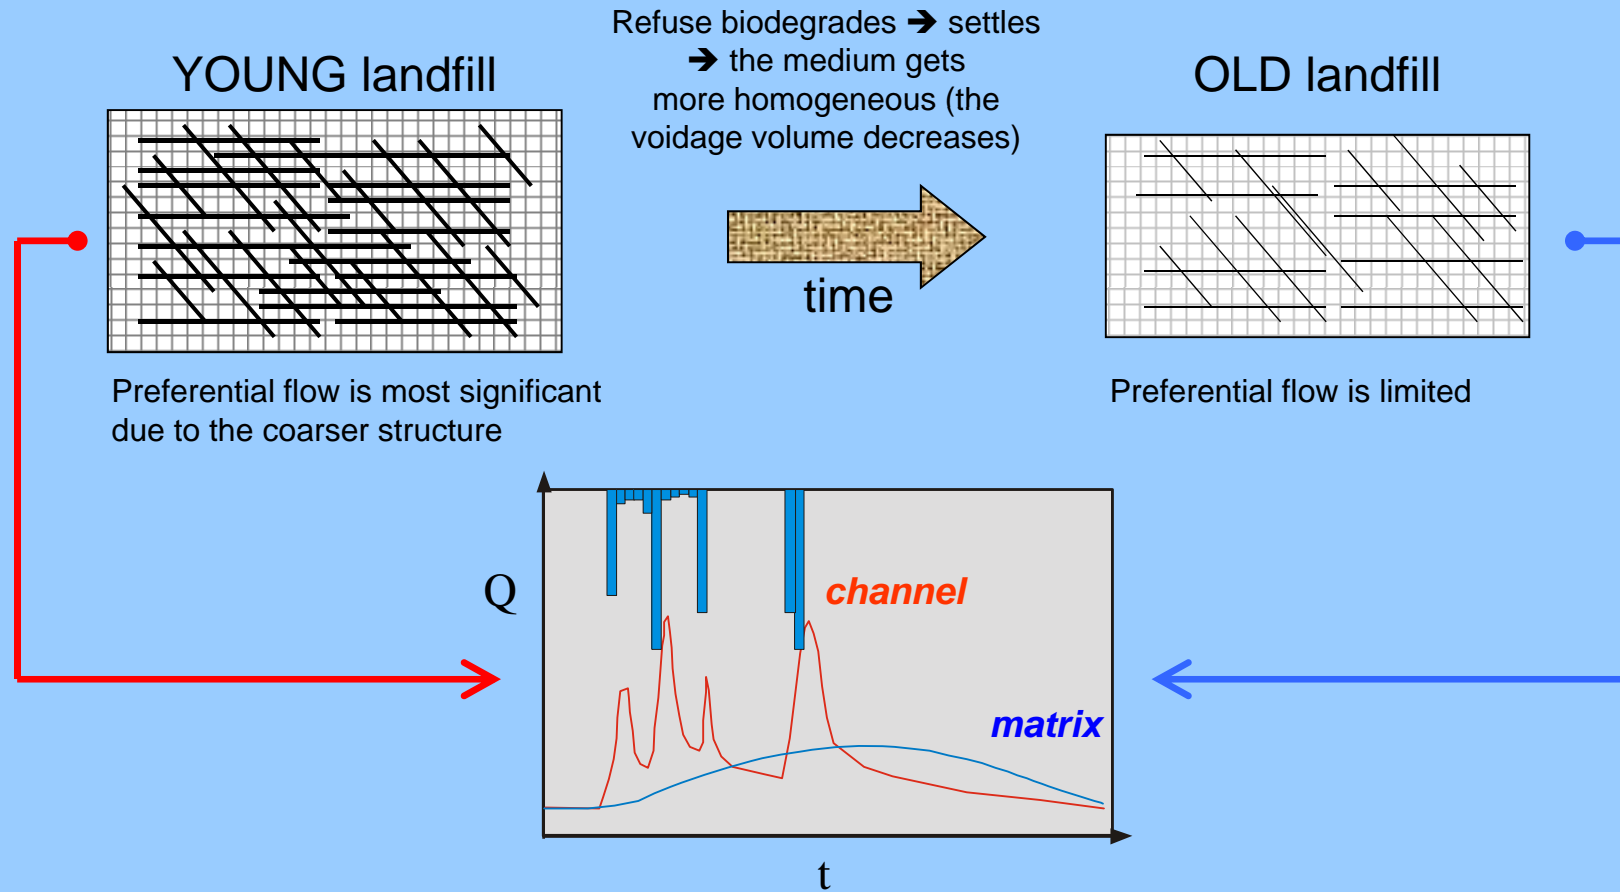 Refuse biodegrades ➔ settles
➔ the medium gets
more homogeneous (the
voidage volume decreases)
YOUNG landfill
OLD landfill
time
Preferential flow is most significant
due to the coarser structure
Preferential flow is limited
Q
channel
matrix
t